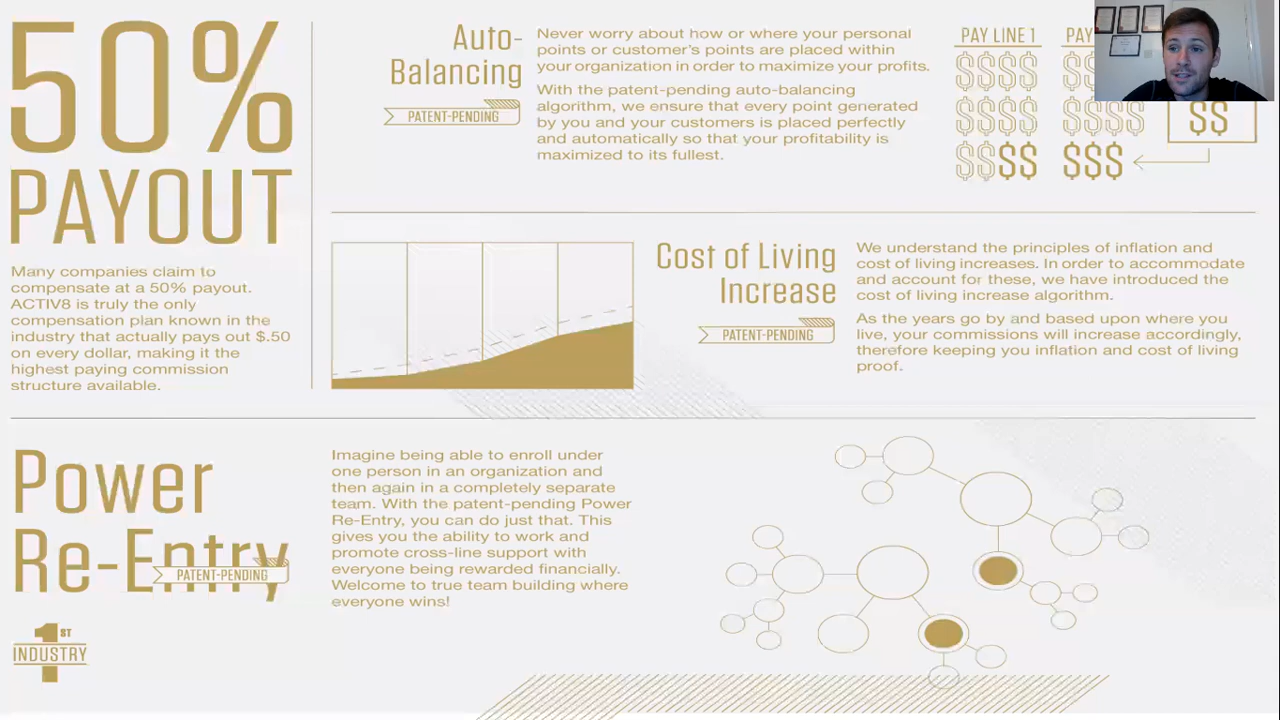 50%
PAYOUT
Many companies claim to
compensate at a 50% payout.
ACTIV8 is truly the only
compensation plan known in the
industry that actually pays out $.50
on every dollar, making it the
highest paying commission
structure available.
Auto-
Balancing
PATENT-PENDING
Never worry about how or where your personal
points or customer's points are placed within
your organization in order to maximize your profits.
With the patent-pending auto-balancing
algorithm, we ensure that every point generated
by you and your customers is placed perfectly
and automatically so that your profitability is
maximized to its fullest.
PAY LINE 1
$$$$
$$$$
$$$$
PAY
$$
$$$$
$$$
$$
Cost of Living
Increase
PATENT-PENDING
We understand the principles of inflation and
cost of living increases. In order to accommodate
and account for these, we have introduced the
cost of living increase algorithm.
As the years go by and based upon where you
live, your commissions will increase accordingly,
therefore keeping you inflation and cost of living
proof.
Power
Re-Entry
PATENT-PENDING
1ST
INDUSTRY
Imagine being able to enroll under
one person in an organization and
then again in a completely separate
team. With the patent-pending Power
Re-Entry, you can do just that. This
gives you the ability to work and
promote cross-line support with
everyone being rewarded financially.
Welcome to true team building where
everyone wins!